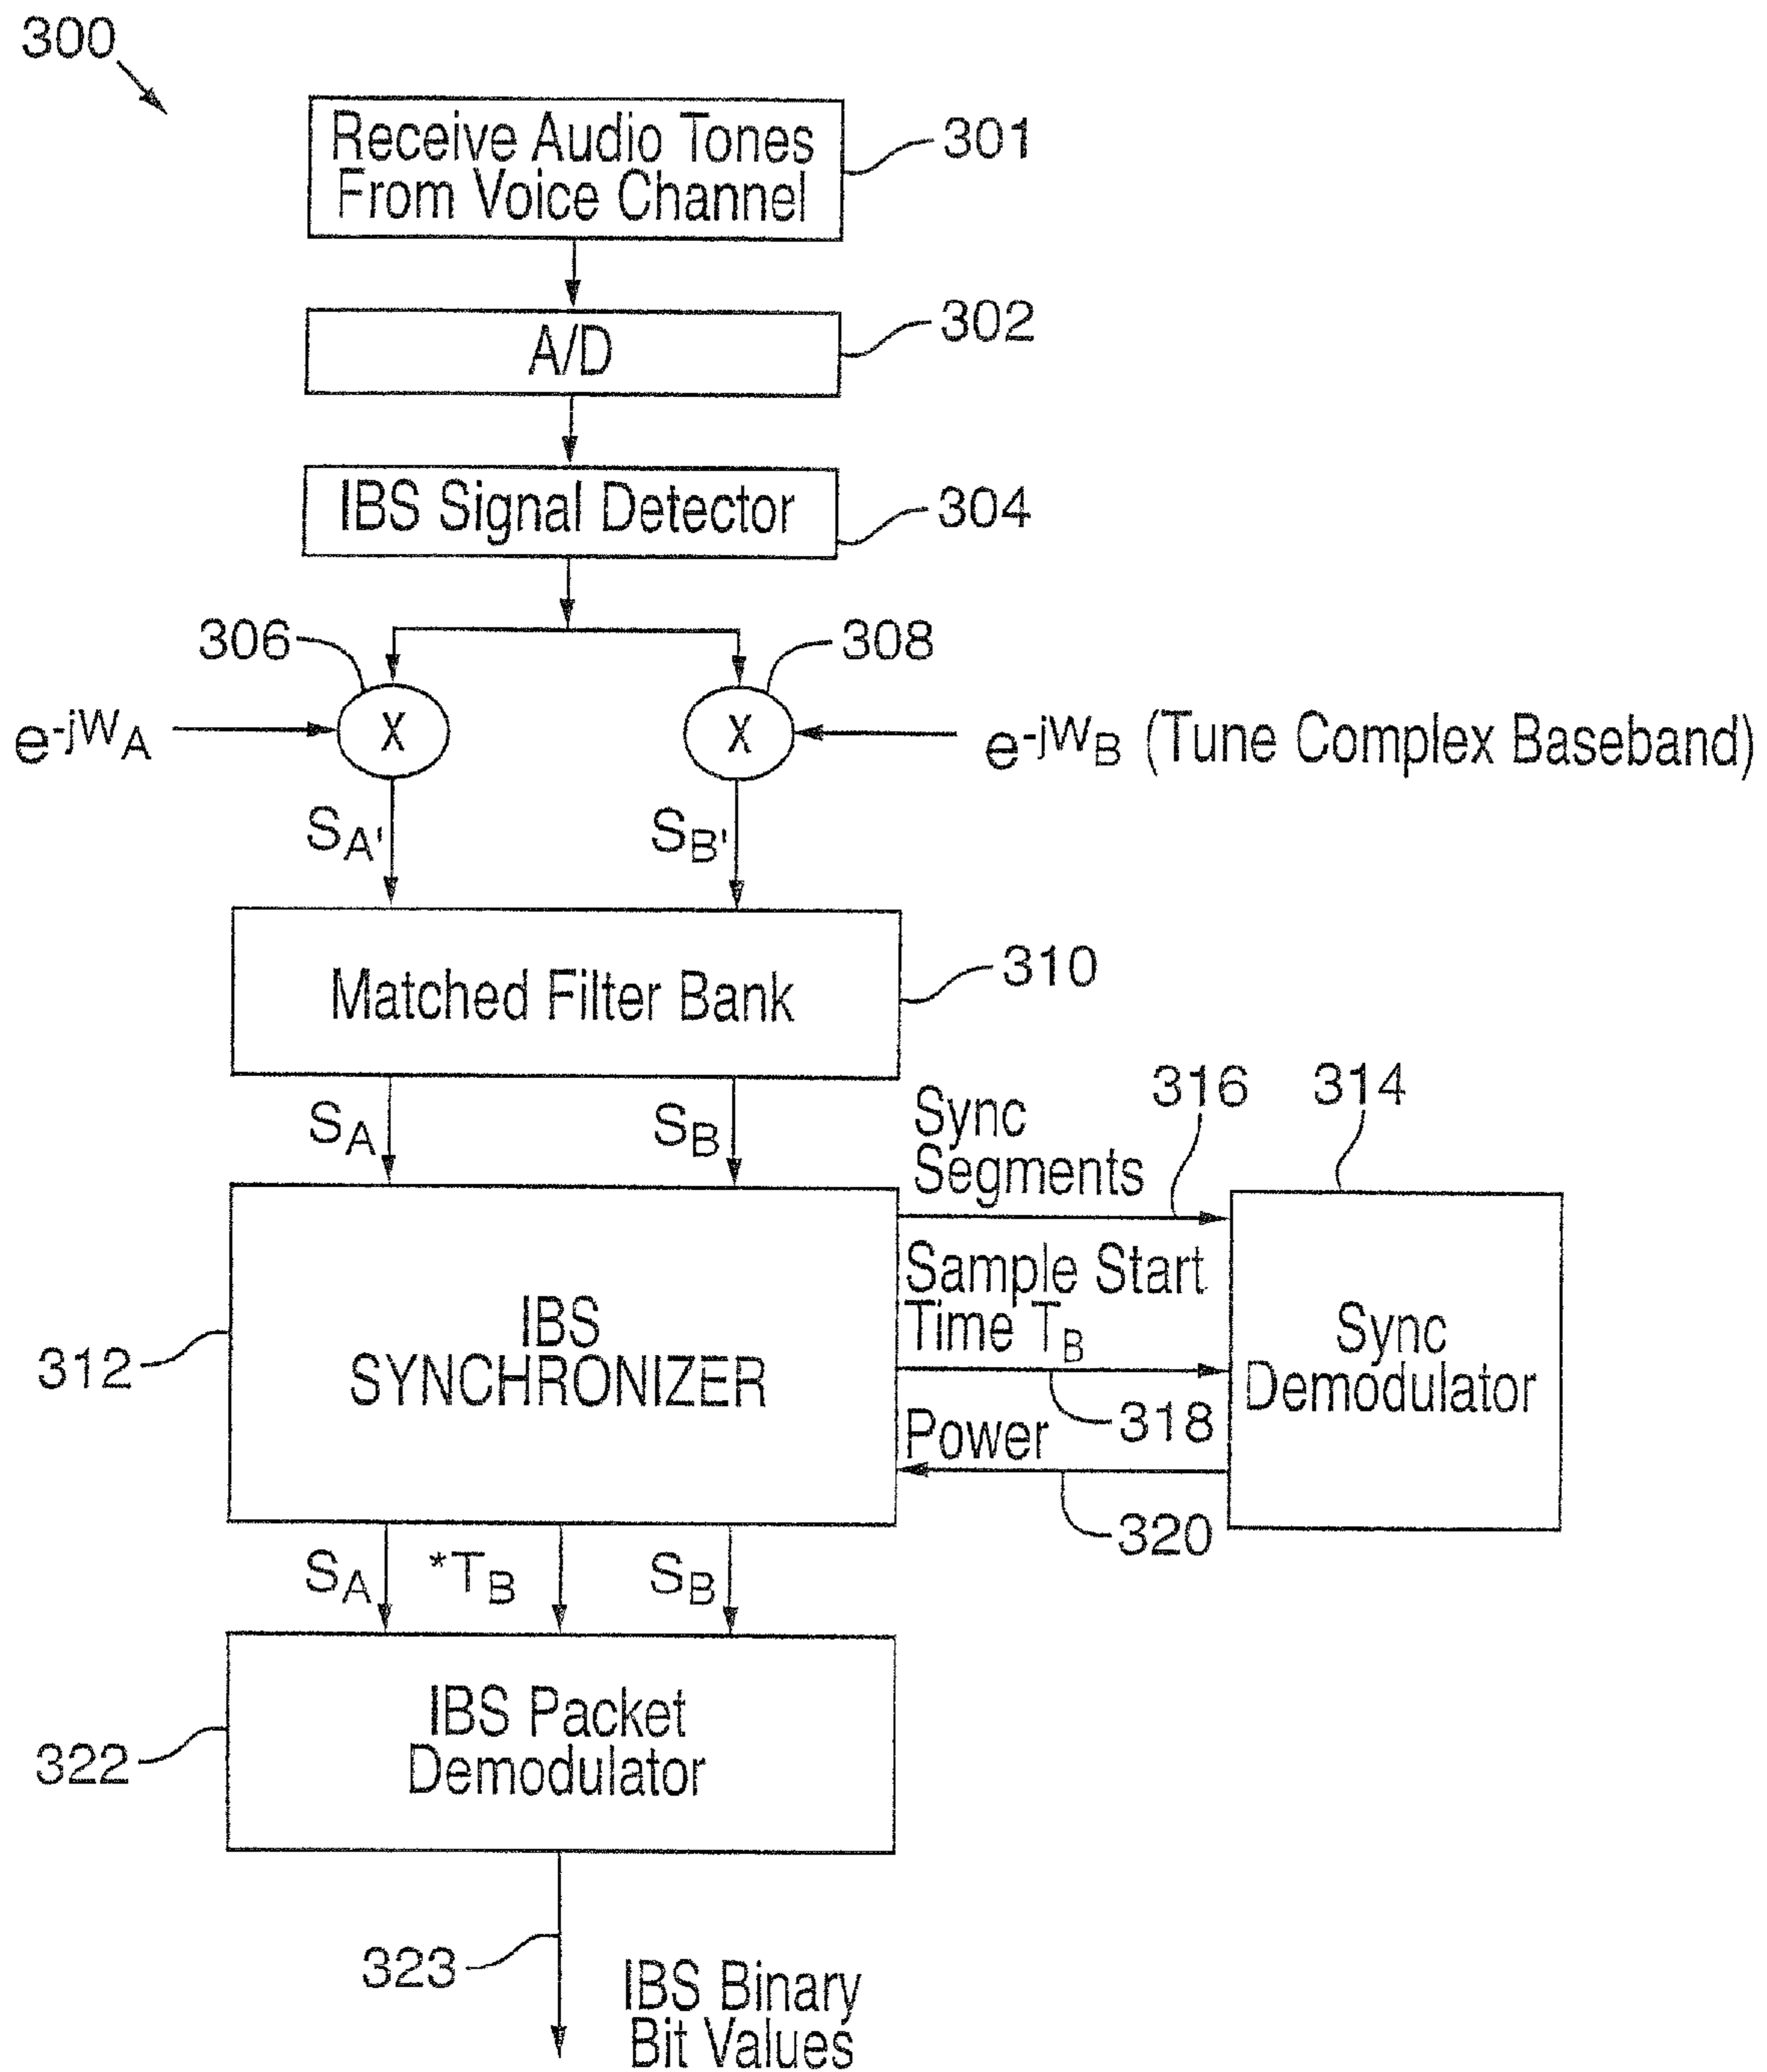 300
Receive Audio Tones
From Voice Channel
301
A/D
302
IBS Signal Detector
304
306
308
e-jWA
X
X
e-jWB (Tune Complex Baseband)
SA'
SB'
Matched Filter Bank
310
SA
SB
Sync
Segments
316
314
Sample Start
Time TB
IBS
SYNCHRONIZER
312
Sync
Demodulator
318
Power
320
SA
*TB
SB
IBS Packet
Demodulator
322
323
IBS Binary
Bit Values